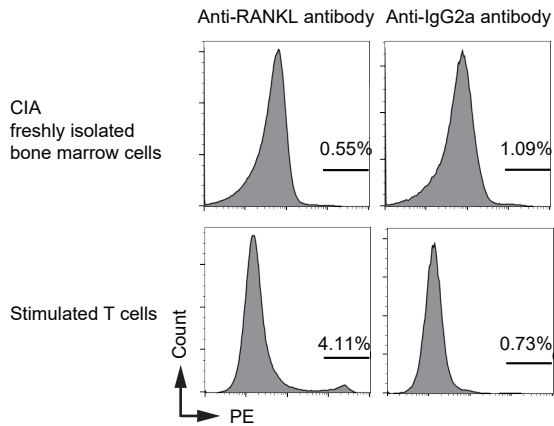 Anti-RANKL antibody Anti-IgG2a antibody
CIA
freshly isolated
bone marrow cells
0.55%
1.09%
Stimulated T cells
4.11%
0.73%
Count
PE